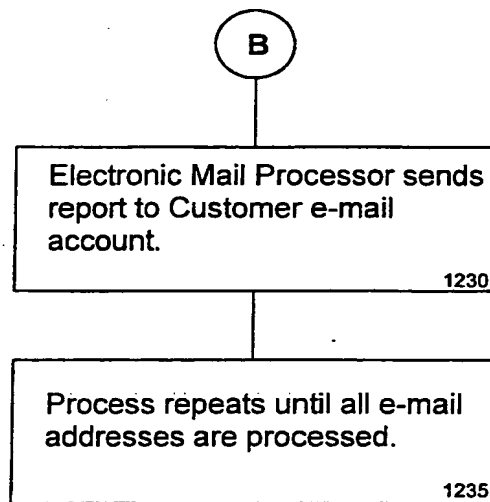 B
Electronic Mail Processor sends
report to Customer e-mail
account.
1230
Process repeats until all e-mail
addresses are processed.
1235